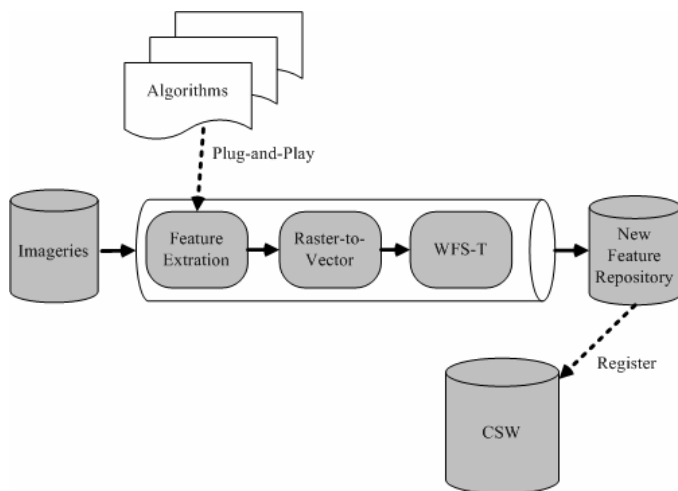 Algorithms
Plug-and-Play
Imageries
Feature
Extration
Raster-to-
Vector
WFS-T
New
Feature
Repository
Register
CSW